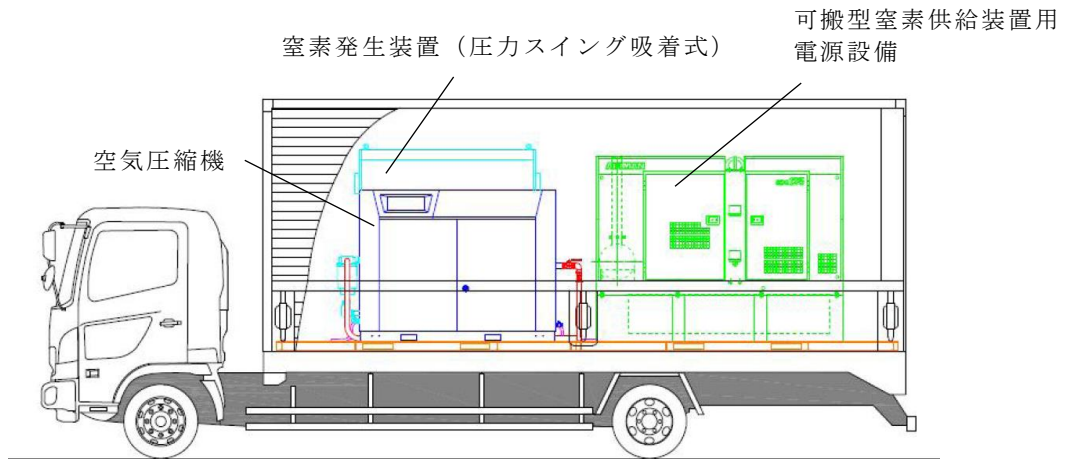 可搬型窒素供給装置用
電源設備
窒素発生装置（圧力スイング吸着式）
空気圧縮機